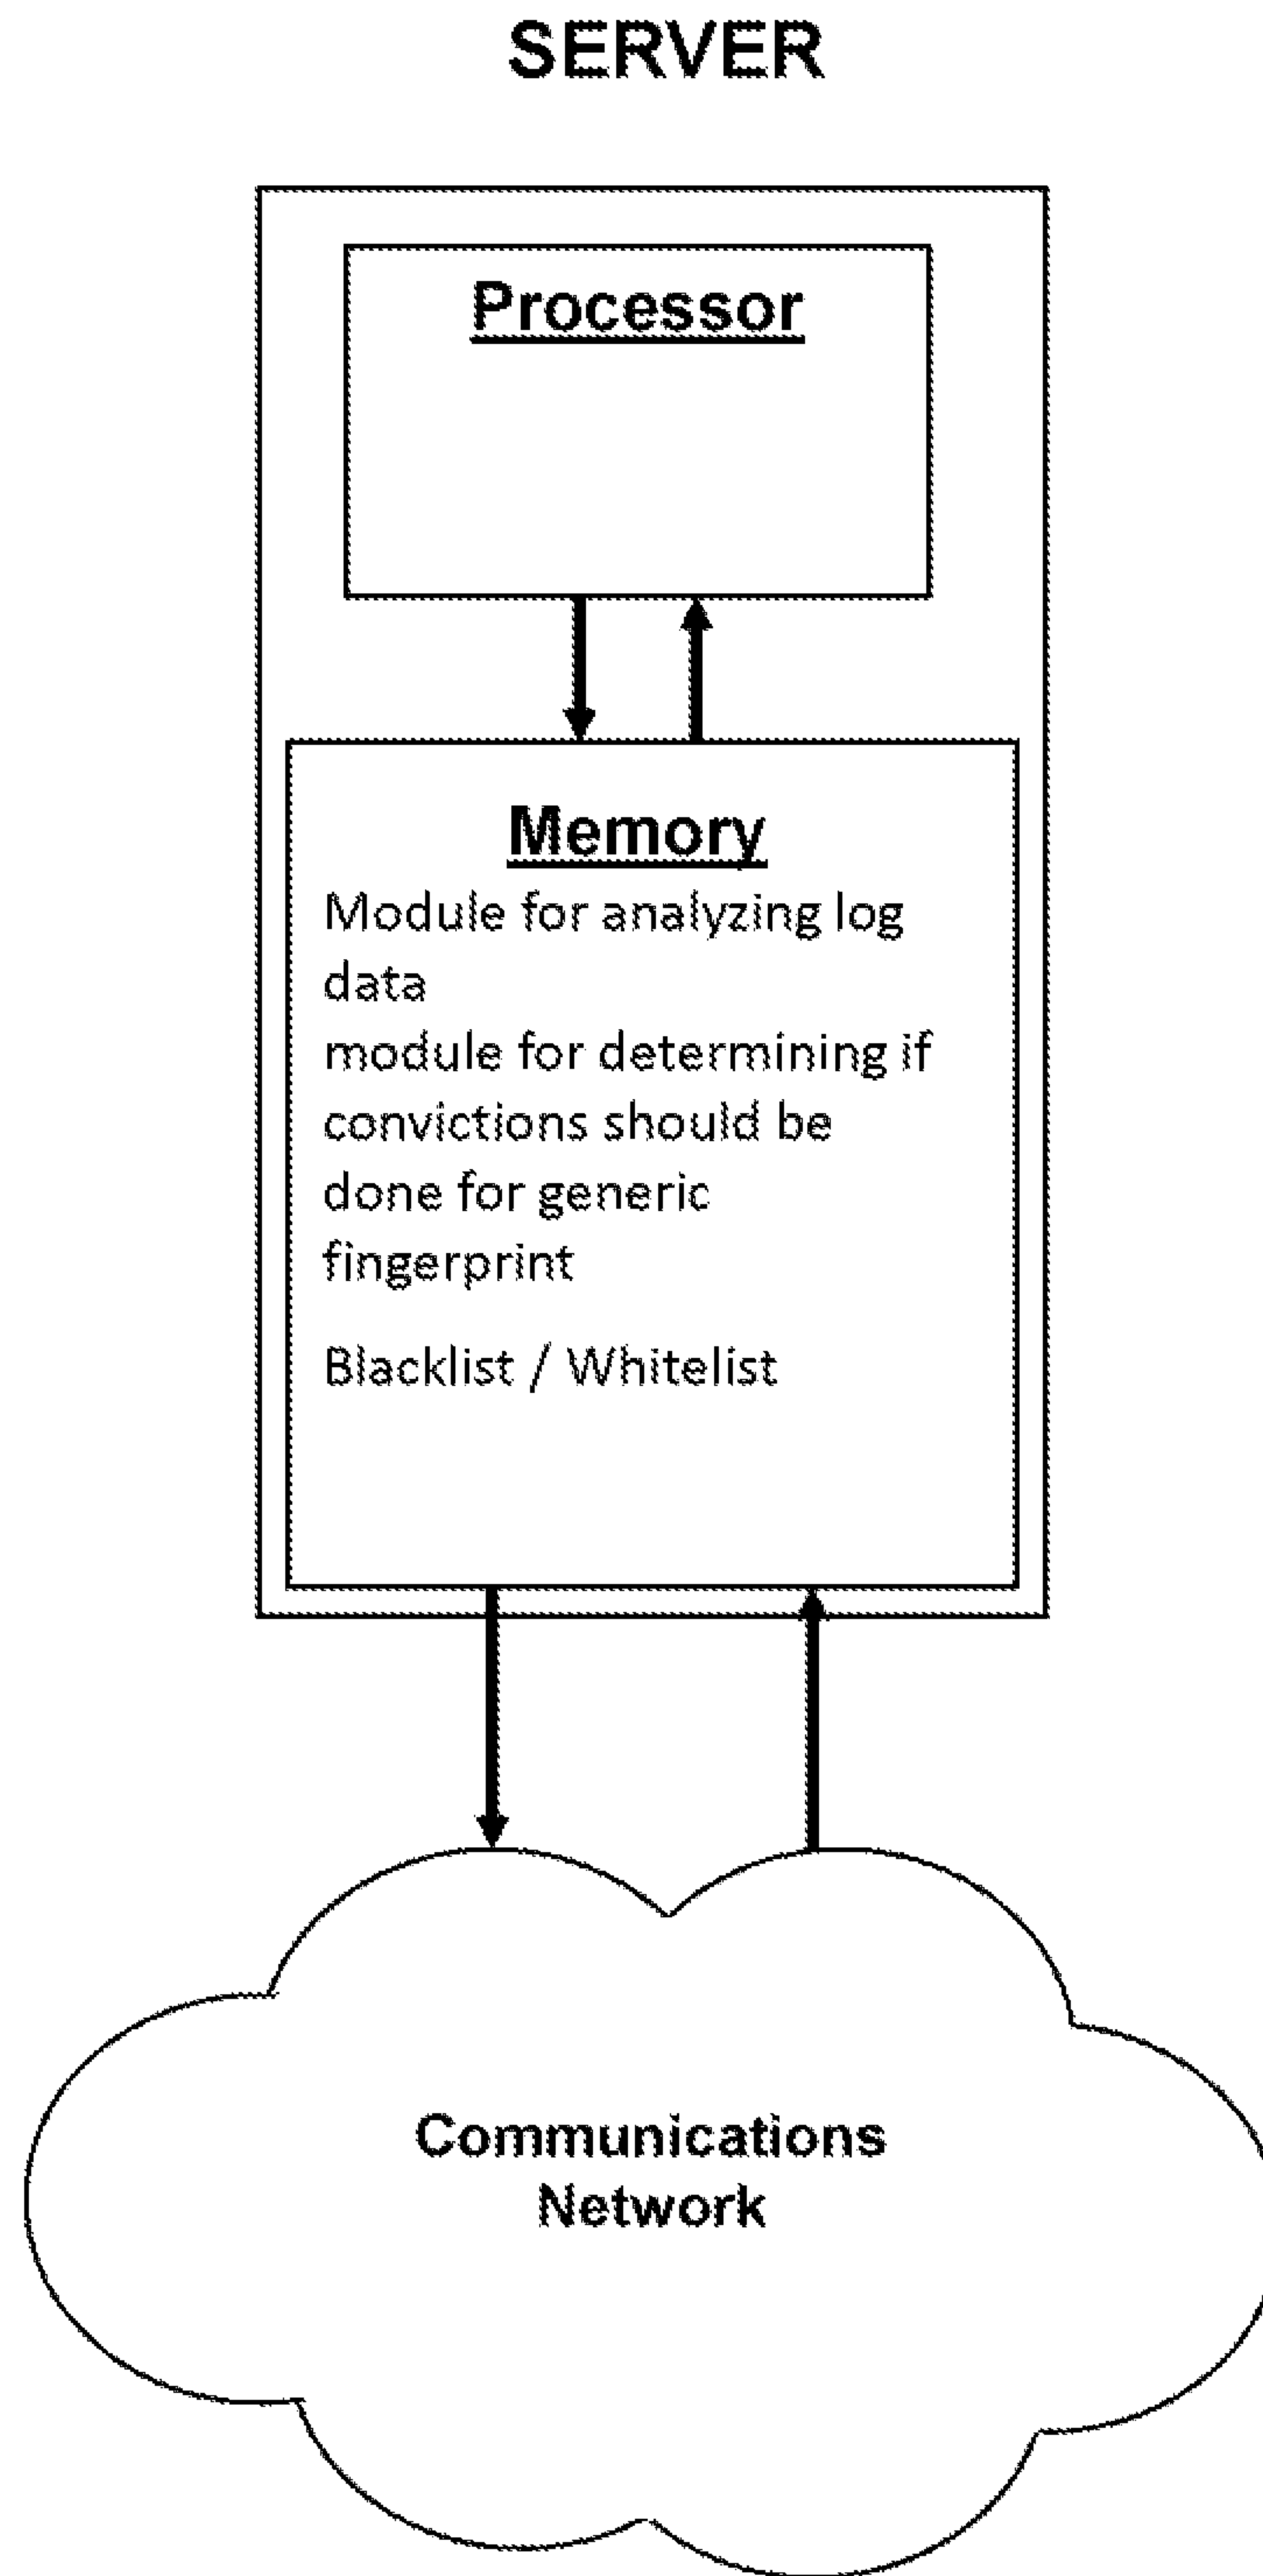 SERVER
Processor
Memory
Module for analyzing log
data
module for determining if
convictions should be
done for generic
fingerprint
Blacklist / Whitelist
Communications
Network